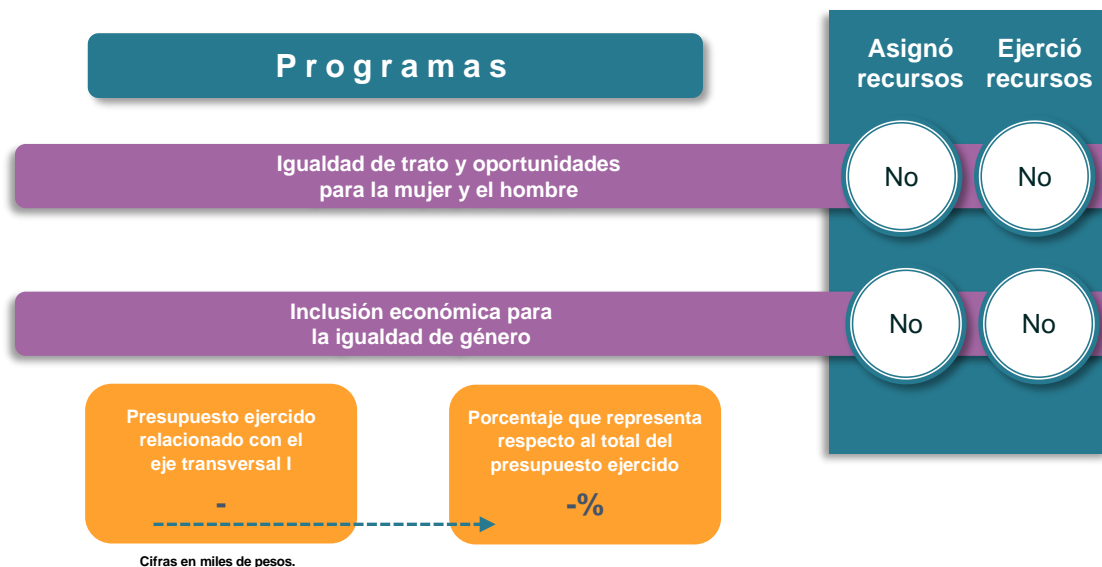 Programas
Asignó
recursos
Ejerció
recursos
Igualdad de trato y oportunidades
para la mujer y el hombre
No
No
Inclusión económica para
la igualdad de género
No
No
Presupuesto ejercido
relacionado con el
eje transversal I
-
Porcentaje que representa
respecto al total del
presupuesto ejercido
-%
Cifras en miles de pesos.